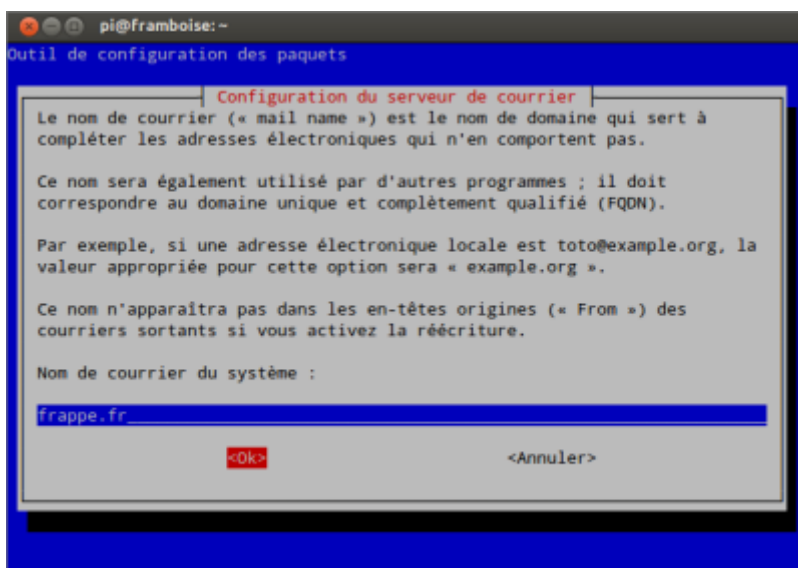 pi@framboise: ~
Outil de configuration des paquets
Configuration du serveur de courrier
Le nom de courrier (« mail name ») est le nom de domaine qui sert à
compléter les adresses électroniques qui n'en comportent pas.
Ce nom sera également utilisé par d'autres programmes ; il doit
correspondre au domaine unique et complètement qualifié (FQDN).
Par exemple, si une adresse électronique locale est toto@example.org, la
valeur appropriée pour cette option sera « example.org ».
Ce nom n'apparaîtra pas dans les en-têtes origines (« From ») des
courriers sortants si vous activez la réécriture.
Nom de courrier du système :
frappe.fr
<Ok> <Annuler>